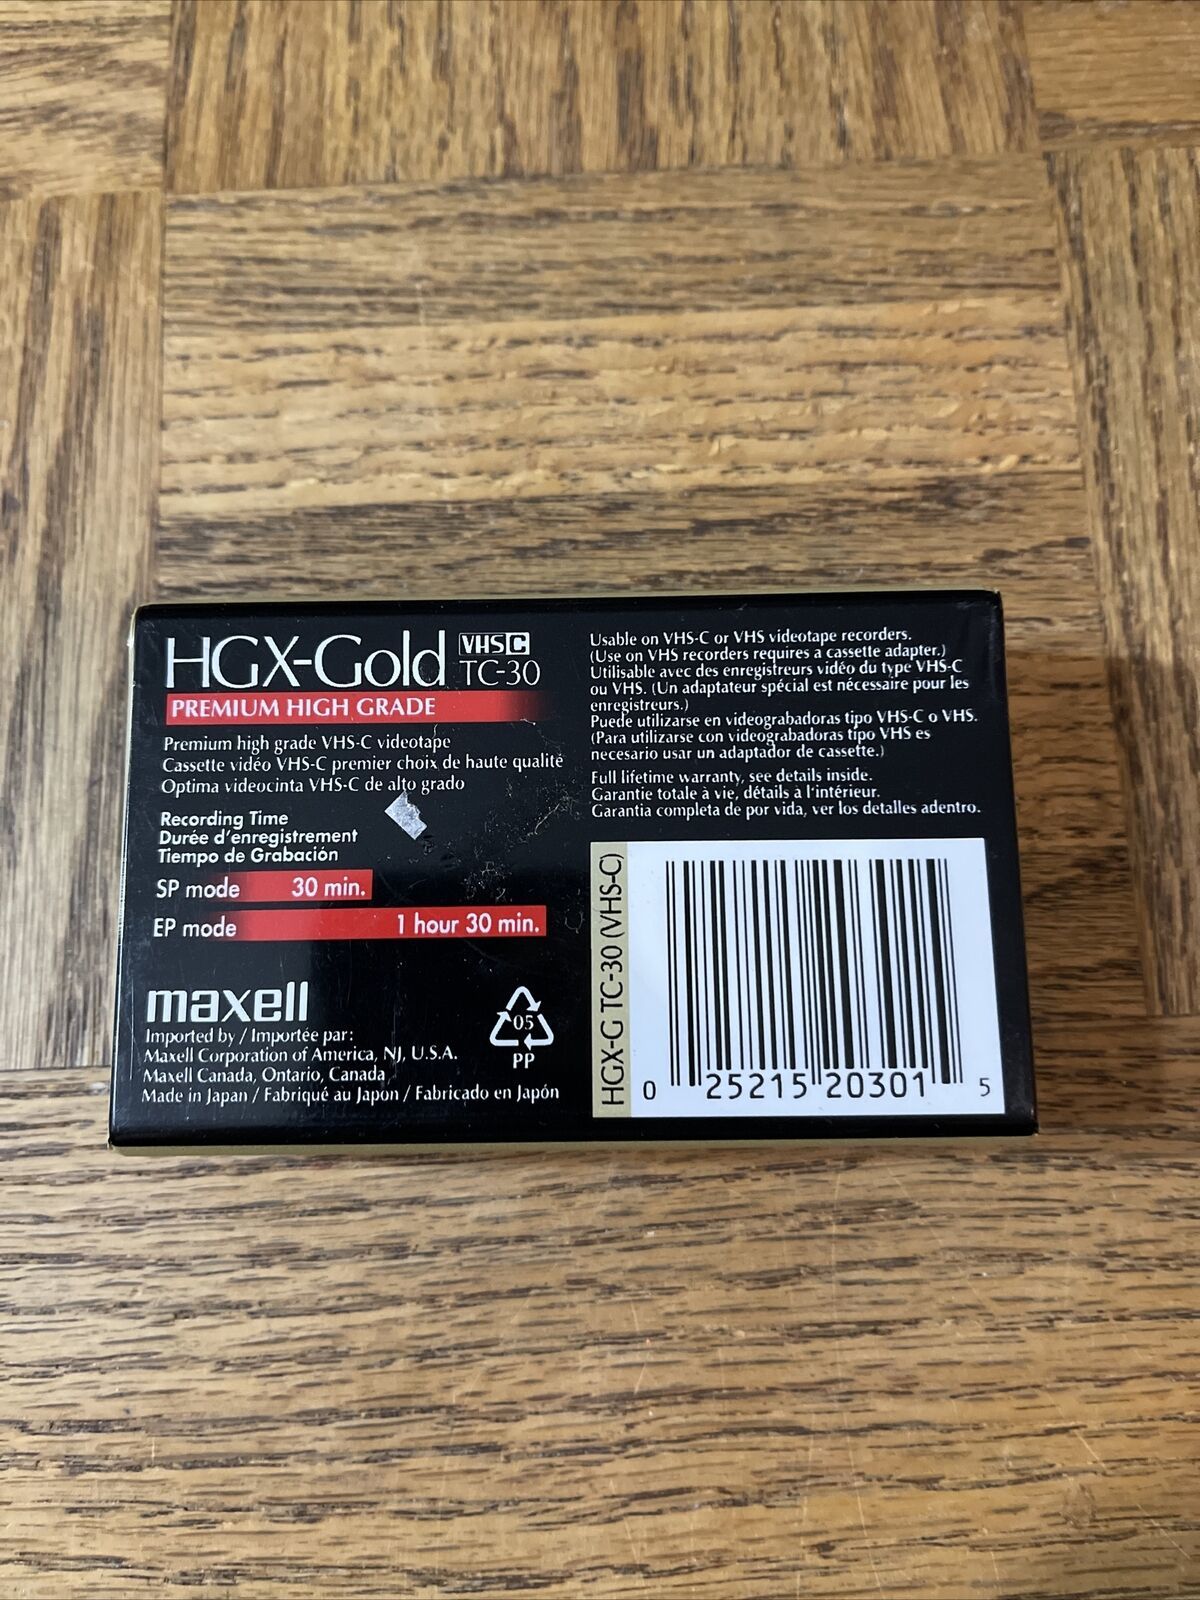 HGX-Gold VHSC TC-30
PREMIUM HIGH GRADE
Premium high grade VHS-C videotape
Cassette vidéo VHS-C premier choix de haute qualité
Optima videocinta VHS-C de alto grado
Recording Time
Durée d'enregistrement
Tiempo de Grabación
SP mode 30 min.
EP mode 1 hour 30 min.
maxell
Imported by / Importée par:
Maxell Corporation of America, NJ, U.S.A.
Maxell Canada, Ontario, Canada
Made in Japan / Fabriqué au Japon / Fabricado en Japón
05
PP
Usable on VHS-C or VHS videotape recorders.
(Use on VHS recorders requires a cassette adapter.)
Utilisable avec des enregistreurs vidéo du type VHS-C
ou VHS. (Un adaptateur spécial est nécessaire pour les
enregistreurs.)
Puede utilizarse en videograbadoras tipo VHS-C o VHS.
(Para utilizarse con videograbadoras tipo VHS es
necesario usar un adaptador de cassette.)
Full lifetime warranty, see details inside.
Garantie totale à vie, détails à l'intérieur.
Garantia completa de por vida, ver los detalles adentro.
HGX-G TC-30 (VHS-C)
0 25215 20301 5